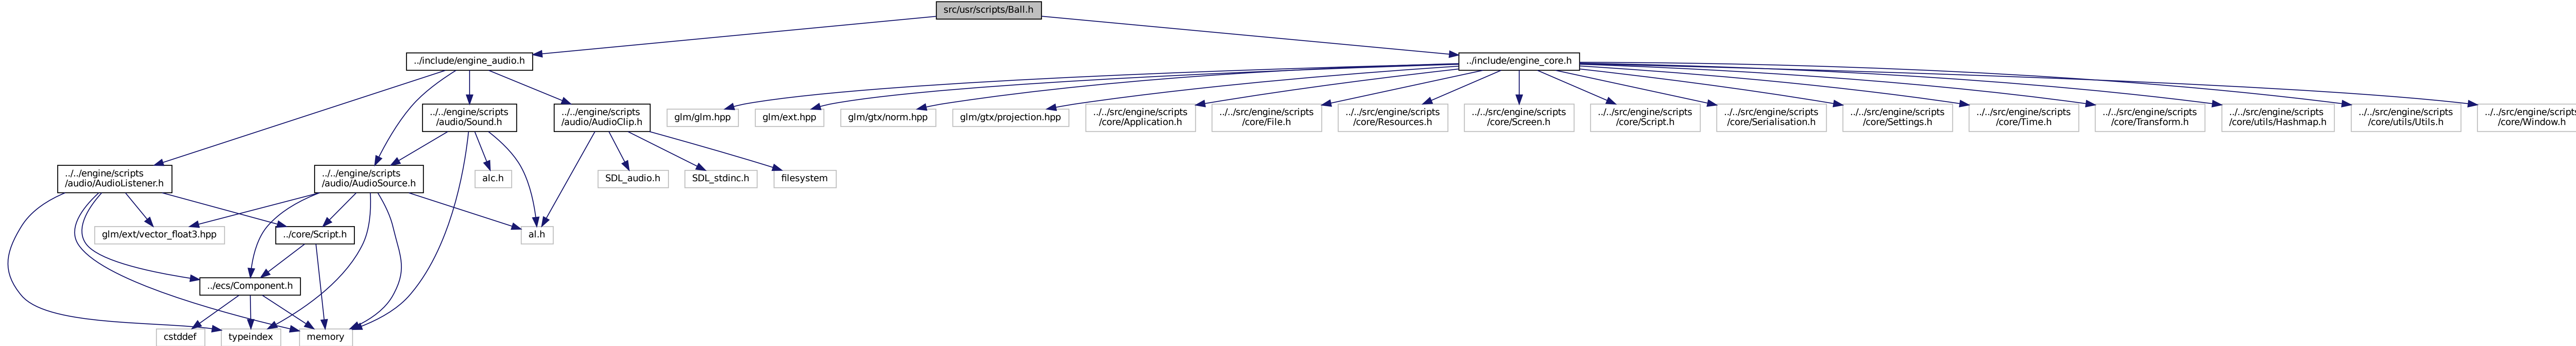 src/usr/scripts/Ball.h
../include/engine_audio.h
../include/engine_core.h
../../engine/scripts
/audio/Sound.h
../../engine/scripts
/audio/AudioClip.h
glm/glm.hpp
glm/ext.hpp
glm/gtx/norm.hpp
glm/gtx/projection.hpp
../../src/engine/scripts
/core/Application.h
../../src/engine/scripts
/core/File.h
../../src/engine/scripts
/core/Resources.h
../../src/engine/scripts
/core/Screen.h
../../src/engine/scripts
/core/Script.h
../../src/engine/scripts
/core/Serialisation.h
../../src/engine/scripts
/core/Settings.h
../../src/engine/scripts
/core/Time.h
../../src/engine/scripts
/core/Transform.h
../../src/engine/scripts
/core/utils/Hashmap.h
../../src/engine/scripts
/core/utils/Utils.h
../../src/engine/scripts
/core/Window.h
../../engine/scripts
/audio/AudioListener.h
../../engine/scripts
/audio/AudioSource.h
alc.h
SDL_audio.h
SDL_stdinc.h
filesystem
glm/ext/vector_float3.hpp
../core/Script.h
al.h
../ecs/Component.h
cstddef
typeindex
memory